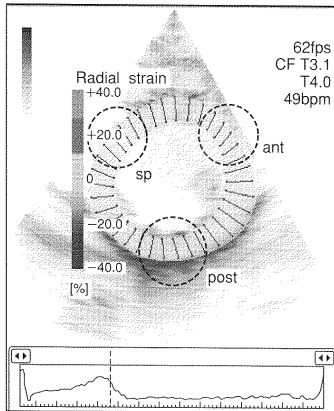 62fps
CF T3.1
T4.0
49bpm
Radial strain
+40.0
+20.0
0
−20.0
−40.0
[%]
sp
ant
post